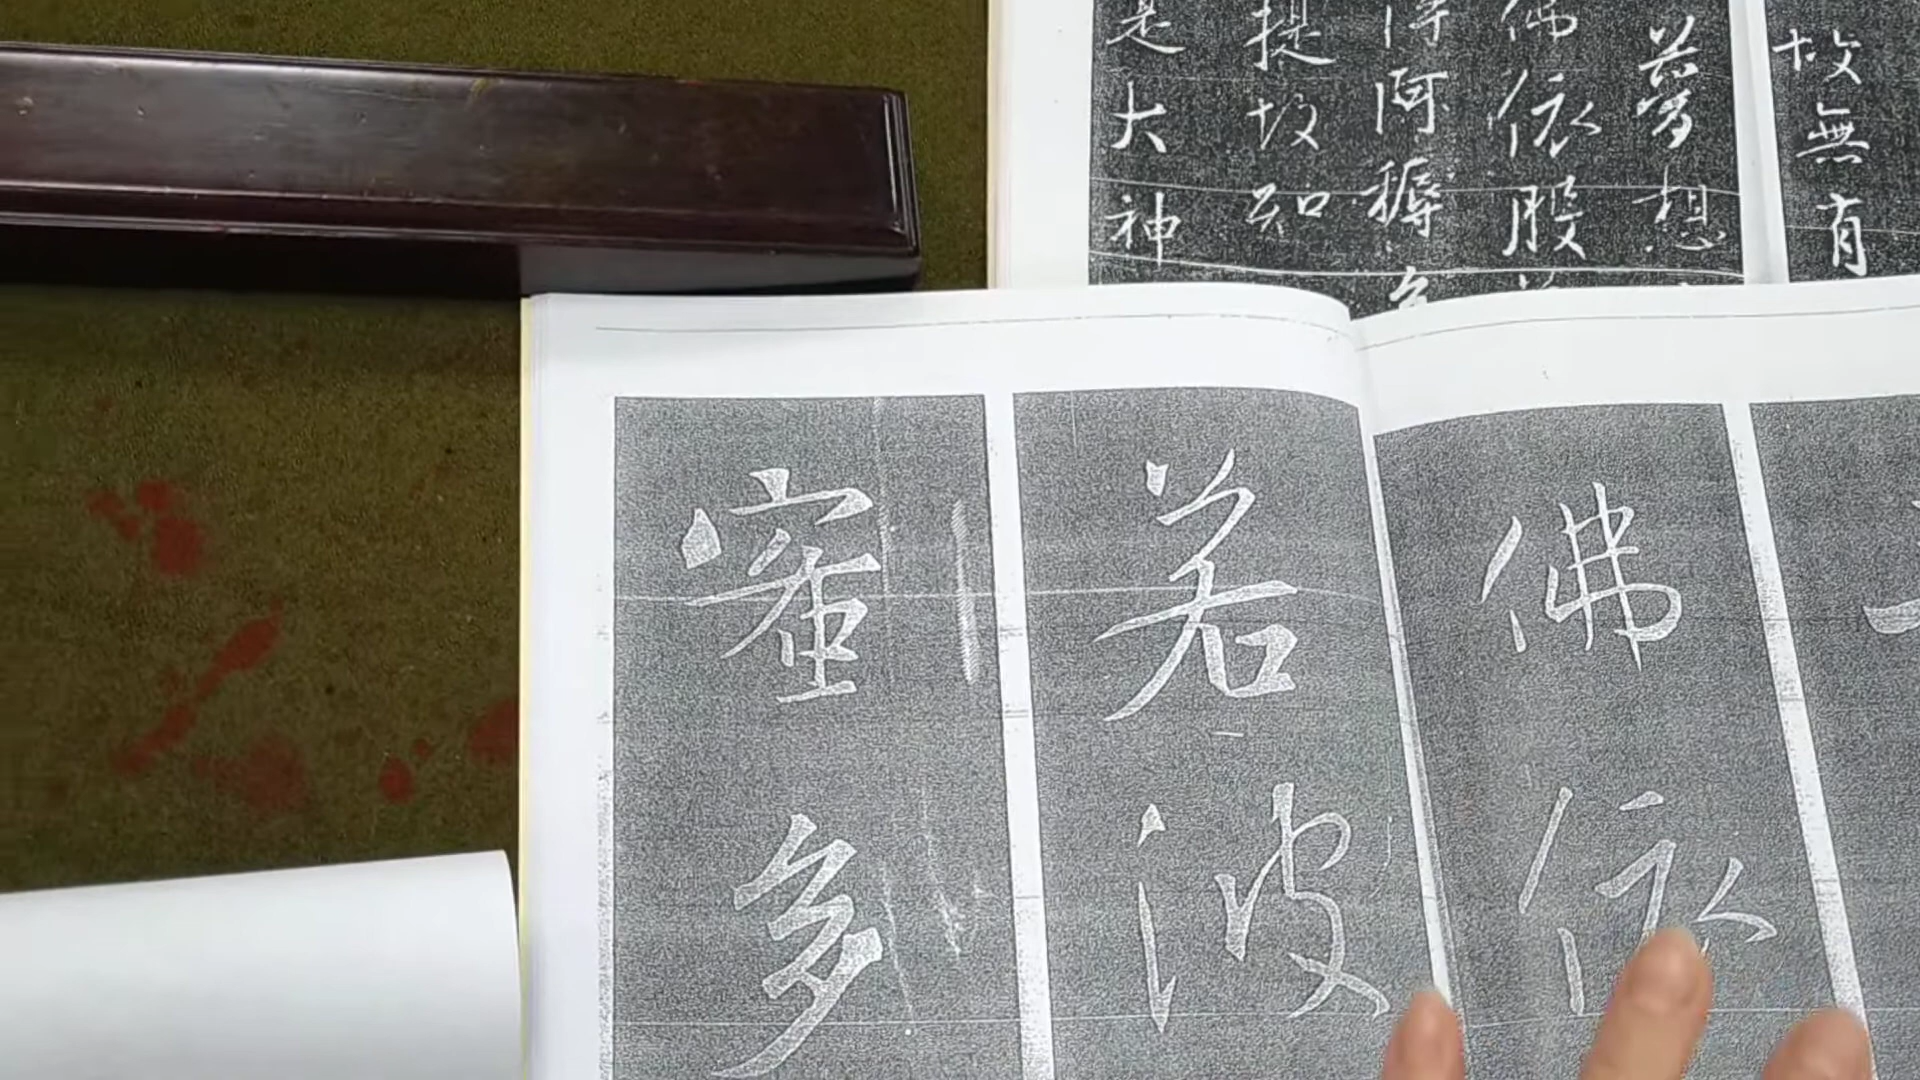 故無有
夢想
佛依般
得阿耨多
提故知
是大神
佛依
若波
蜜多